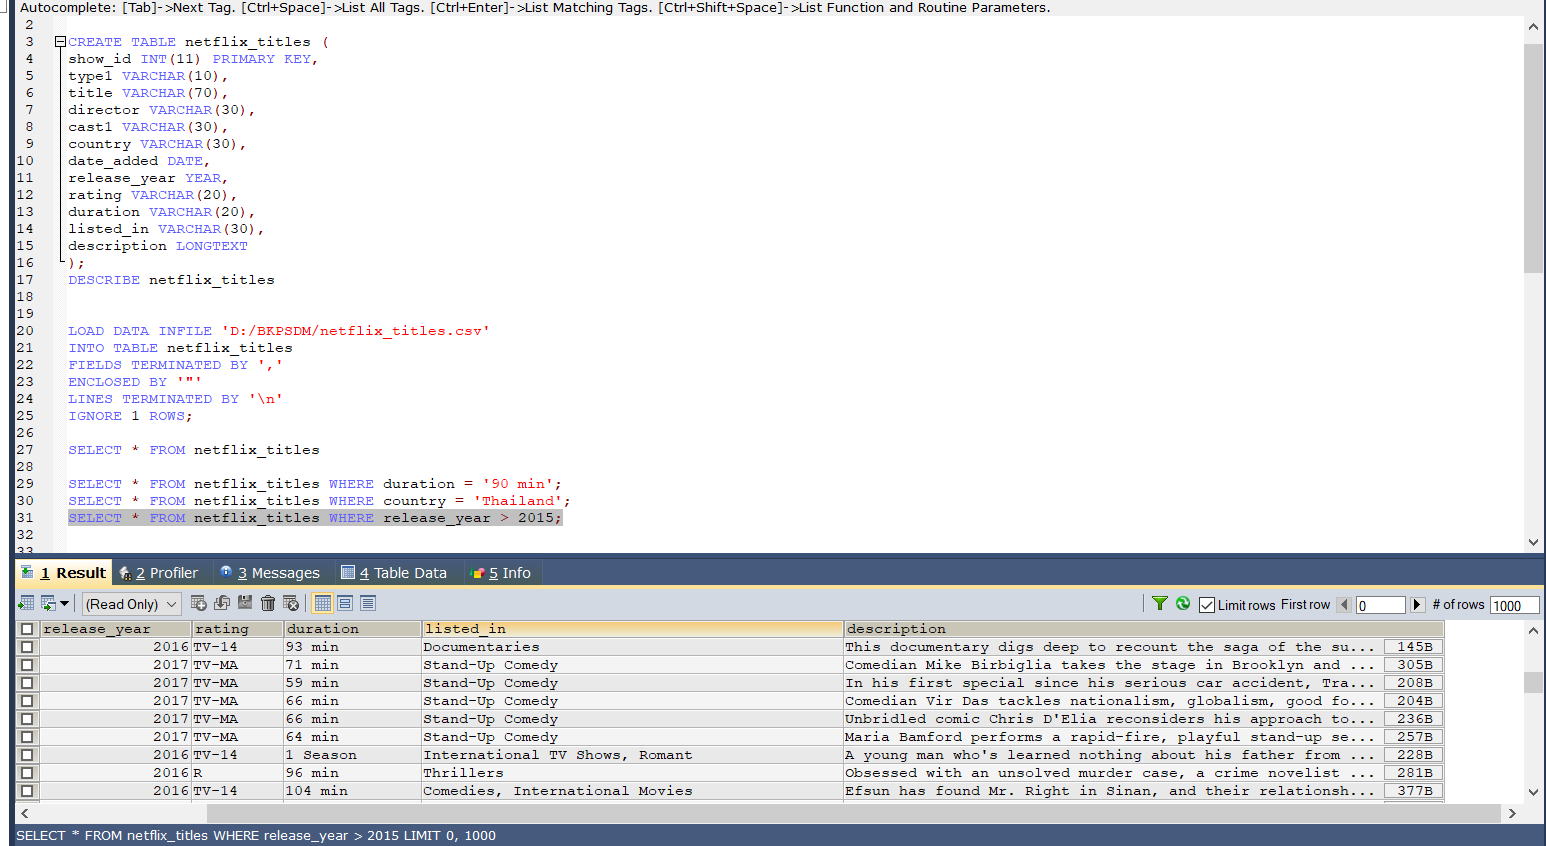 Autocomplete: [Tab]->Next Tag. [Ctrl+Space]->List All Tags. [Ctrl+Enter]->List Matching Tags. [Ctrl+Shift+Space]->List Function and Routine Parameters.
2
3 CREATE TABLE netflix_titles (
4 show_id INT(11) PRIMARY KEY,
5 type1 VARCHAR(10),
6 title VARCHAR(70),
7 director VARCHAR(30),
8 cast1 VARCHAR(30),
9 country VARCHAR(30),
10 date_added DATE,
11 release_year YEAR,
12 rating VARCHAR(20),
13 duration VARCHAR(20),
14 listed_in VARCHAR(30),
15 description LONGTEXT
16 );
17 DESCRIBE netflix_titles
18
19
20 LOAD DATA INFILE 'D:/BKPSDM/netflix_titles.csv'
21 INTO TABLE netflix_titles
22 FIELDS TERMINATED BY ','
23 ENCLOSED BY '"'
24 LINES TERMINATED BY '\n'
25 IGNORE 1 ROWS;
26
27 SELECT * FROM netflix_titles
28
29 SELECT * FROM netflix_titles WHERE duration = '90 min';
30 SELECT * FROM netflix_titles WHERE country = 'Thailand';
31 SELECT * FROM netflix_titles WHERE release_year > 2015;
32
33
1 Result 2 Profiler 3 Messages 4 Table Data 5 Info
(Read Only) Limit rows First row 0 # of rows 1000
release_year rating duration listed_in description
2016 TV-14 93 min Documentaries This documentary digs deep to recount the saga of the su... 145B
2017 TV-MA 71 min Stand-Up Comedy Comedian Mike Birbiglia takes the stage in Brooklyn and ... 305B
2017 TV-MA 59 min Stand-Up Comedy In his first special since his serious car accident, Tra... 208B
2017 TV-MA 66 min Stand-Up Comedy Comedian Vir Das tackles nationalism, globalism, good fo... 204B
2017 TV-MA 66 min Stand-Up Comedy Unbridled comic Chris D'Elia reconsiders his approach to... 236B
2017 TV-MA 64 min Stand-Up Comedy Maria Bamford performs a rapid-fire, playful stand-up se... 257B
2016 TV-14 1 Season International TV Shows, Romant A young man who's learned nothing about his father from ... 228B
2016 R 96 min Thrillers Obsessed with an unsolved murder case, a crime novelist ... 281B
2016 TV-14 104 min Comedies, International Movies Efsun has found Mr. Right in Sinan, and their relationsh... 377B
SELECT * FROM netflix_titles WHERE release_year > 2015 LIMIT 0, 1000